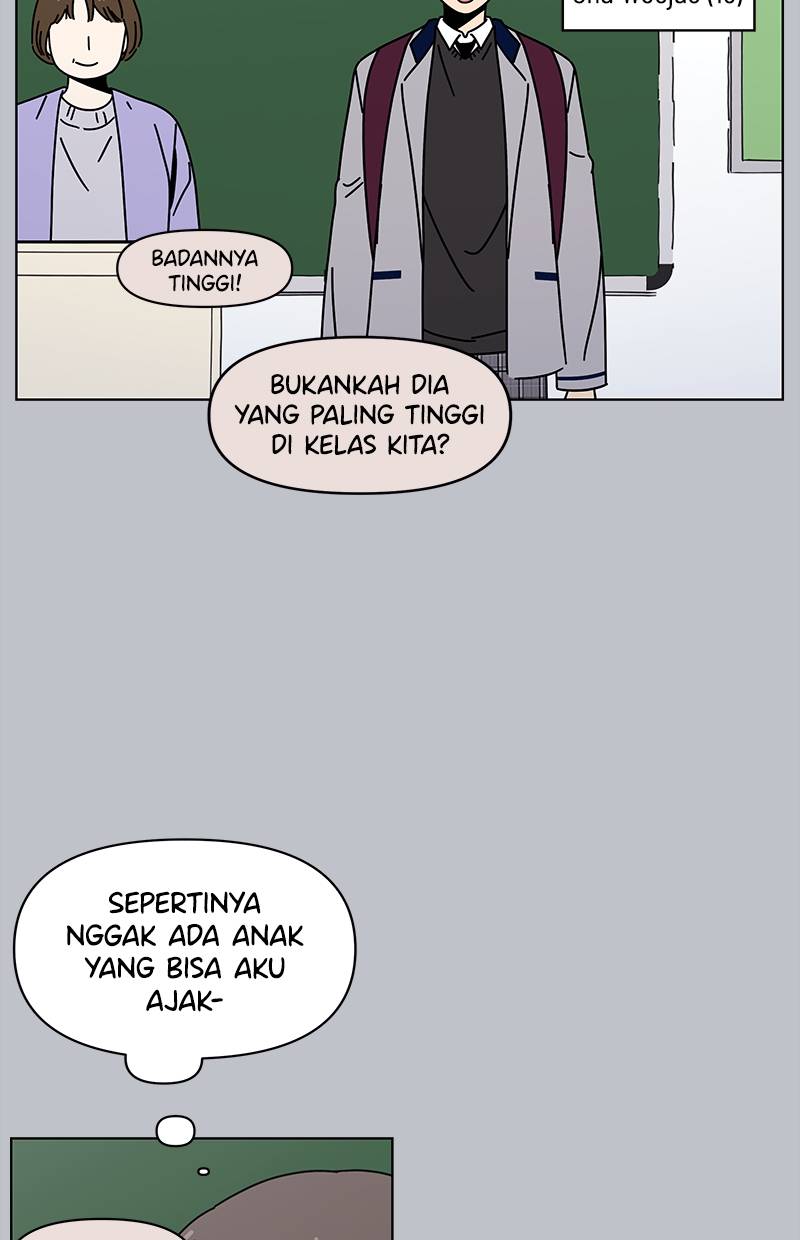 BADANNYA
TINGGI!
BUKANKAH DIA
YANG PALING TINGGI
DI KELAS KITA?
SEPERTINYA
NGGAK ADA ANAK
YANG BISA AKU
AJAK-